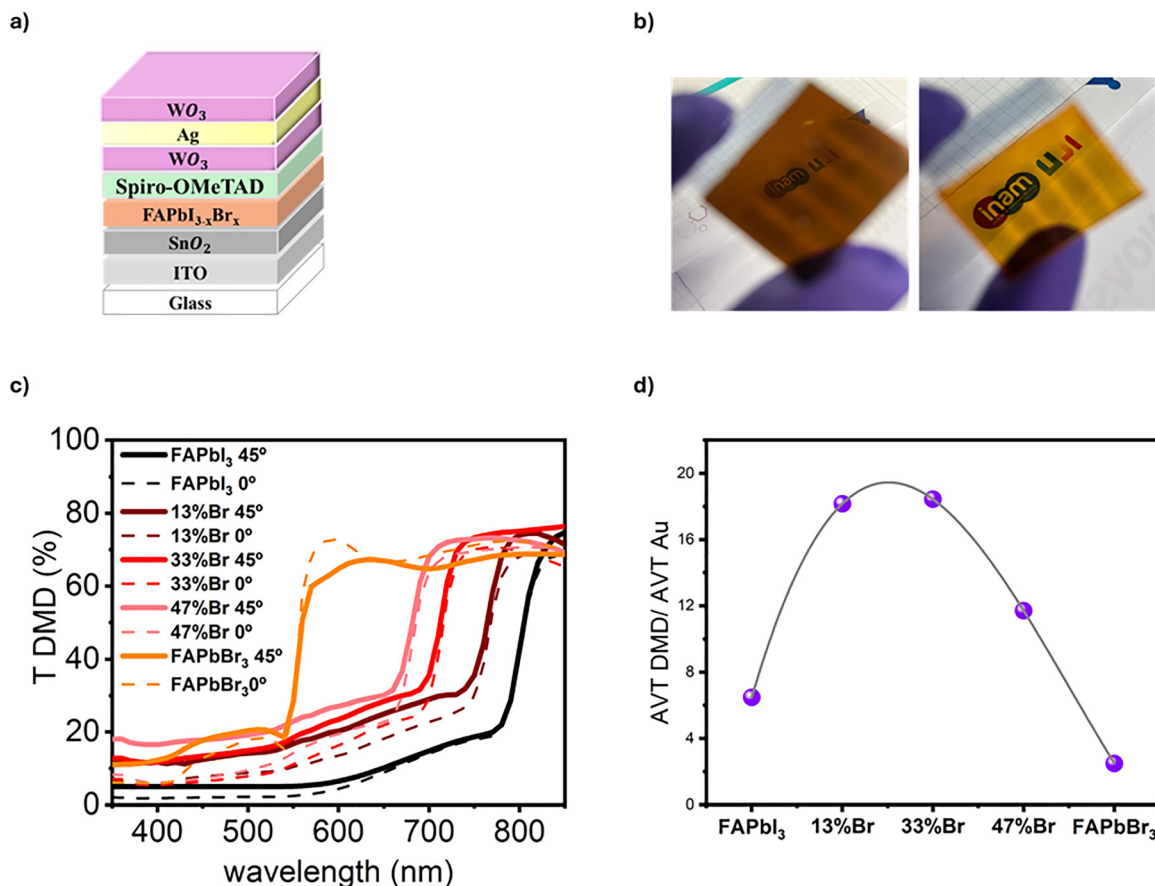 a)
WO₃
Ag
WO₃
Spiro-OMeTAD
FAPbI₃₋ₓBrₓ
SnO₂
ITO
Glass
b)
inam
inam
c)
T DMD (%)
100
80
60
40
20
0
FAPbI₃ 45º
FAPbI₃ 0º
13%Br 45º
13%Br 0º
33%Br 45º
33%Br 0º
47%Br 45º
47%Br 0º
FAPbBr₃ 45º
FAPbBr₃0º
400 500 600 700 800
wavelength (nm)
d)
AVT DMD/ AVT Au
20
16
12
8
4
0
FAPbI₃ 13%Br 33%Br 47%Br FAPbBr₃